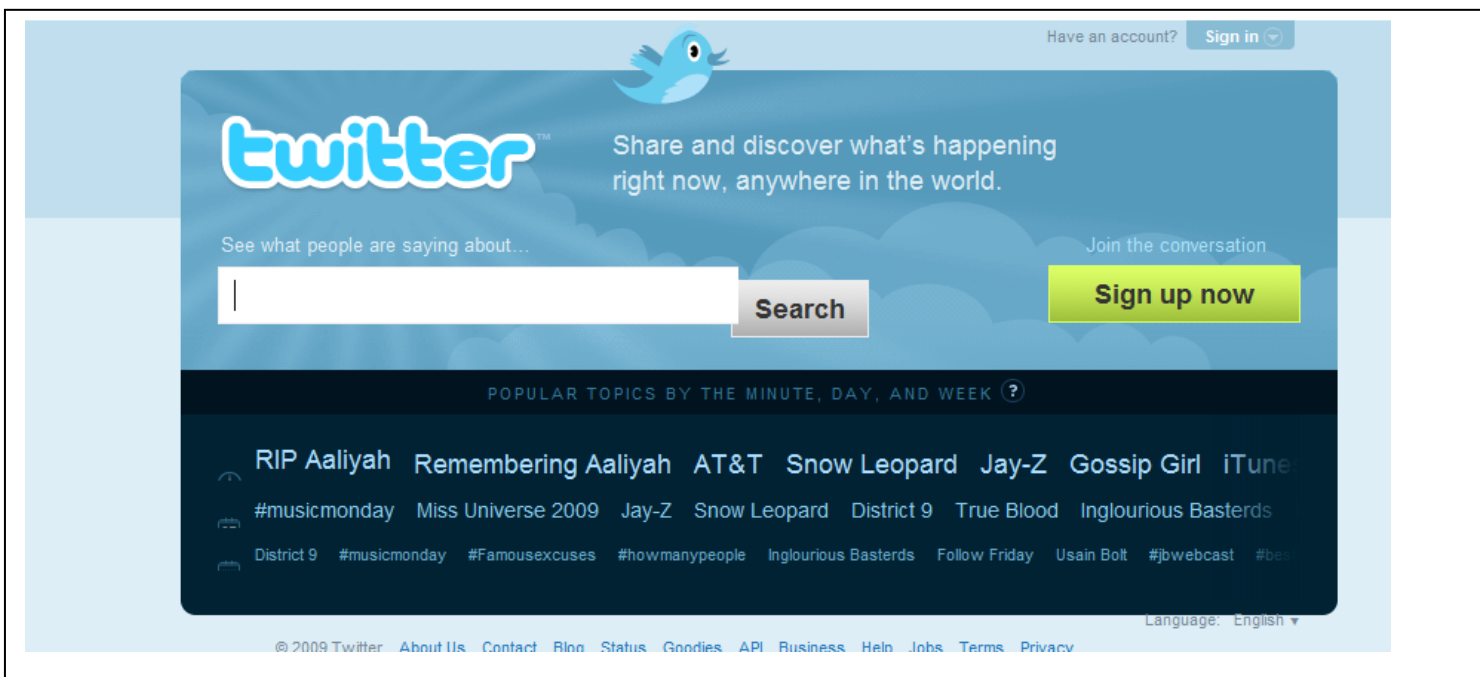 Have an account? Sign in
twitter™
Share and discover what's happening
right now, anywhere in the world.
See what people are saying about...
Join the conversation
Search
Sign up now
POPULAR TOPICS BY THE MINUTE, DAY, AND WEEK ?
RIP Aaliyah Remembering Aaliyah AT&T Snow Leopard Jay-Z Gossip Girl iTune
#musicmonday Miss Universe 2009 Jay-Z Snow Leopard District 9 True Blood Inglourious Basterds
District 9 #musicmonday #Famousexcuses #howmanypeople Inglourious Basterds Follow Friday Usain Bolt #jbwebcast #bes
Language: English
© 2009 Twitter About Us Contact Blog Status Goodies API Business Help Jobs Terms Privacy